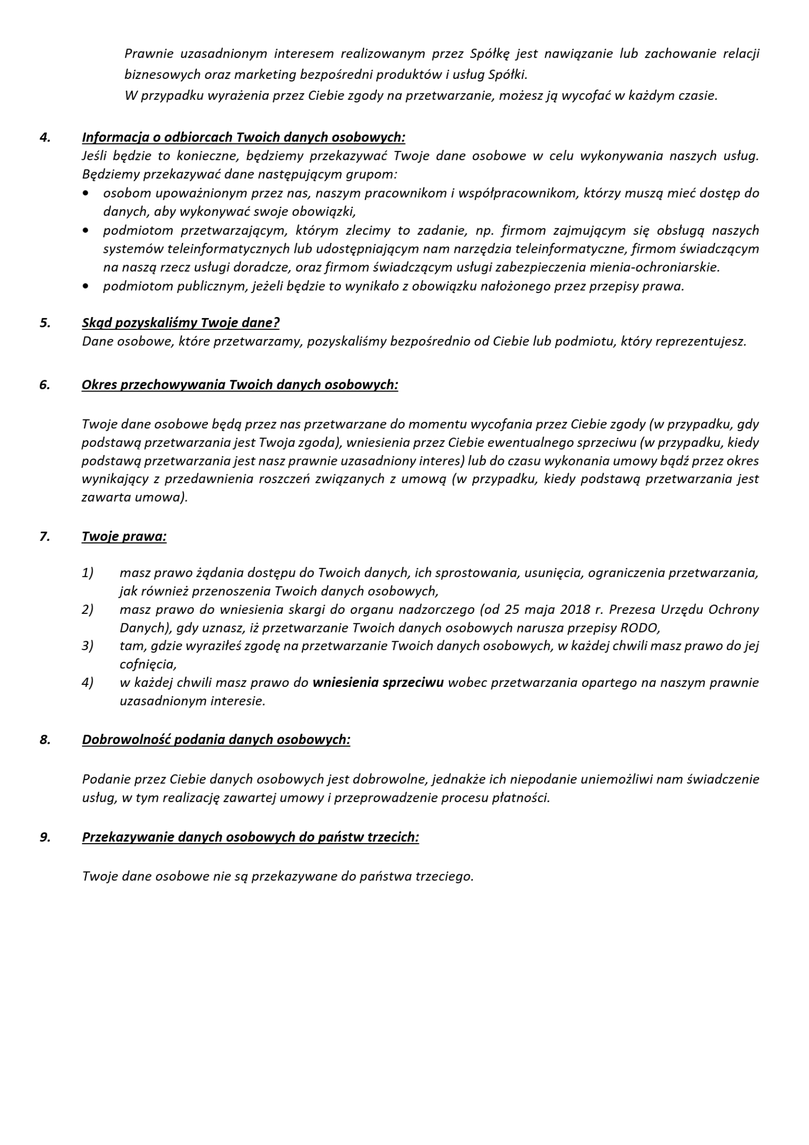 Prawnie uzasadnionym interesem realizowanym przez Spółkę jest nawiązanie lub zachowanie relacji
biznesowych oraz marketing bezpośredni produktów i usług Spółki.
W przypadku wyrażenia przez Ciebie zgody na przetwarzanie, możesz ją wycofać w każdym czasie.
4. Informacja o odbiorcach Twoich danych osobowych:
Jeśli będzie to konieczne, będziemy przekazywać Twoje dane osobowe w celu wykonywania naszych usług.
Będziemy przekazywać dane następującym grupom:
• osobom upoważnionym przez nas, naszym pracownikom i współpracownikom, którzy muszą mieć dostęp do
danych, aby wykonywać swoje obowiązki,
• podmiotom przetwarzającym, którym zlecimy to zadanie, np. firmom zajmującym się obsługą naszych
systemów teleinformatycznych lub udostępniającym nam narzędzia teleinformatyczne, firmom świadczącym
na naszą rzecz usługi doradcze, oraz firmom świadczącym usługi zabezpieczenia mienia-ochroniarskie.
• podmiotom publicznym, jeżeli będzie to wynikało z obowiązku nałożonego przez przepisy prawa.
5. Skąd pozyskaliśmy Twoje dane?
Dane osobowe, które przetwarzamy, pozyskaliśmy bezpośrednio od Ciebie lub podmiotu, który reprezentujesz.
6. Okres przechowywania Twoich danych osobowych:
Twoje dane osobowe będą przez nas przetwarzane do momentu wycofania przez Ciebie zgody (w przypadku, gdy
podstawą przetwarzania jest Twoja zgoda), wniesienia przez Ciebie ewentualnego sprzeciwu (w przypadku, kiedy
podstawą przetwarzania jest nasz prawnie uzasadniony interes) lub do czasu wykonania umowy bądź przez okres
wynikający z przedawnienia roszczeń związanych z umową (w przypadku, kiedy podstawą przetwarzania jest
zawarta umowa).
7. Twoje prawa:
1) masz prawo żądania dostępu do Twoich danych, ich sprostowania, usunięcia, ograniczenia przetwarzania,
jak również przenoszenia Twoich danych osobowych,
2) masz prawo do wniesienia skargi do organu nadzorczego (od 25 maja 2018 r. Prezesa Urzędu Ochrony
Danych), gdy uznasz, iż przetwarzanie Twoich danych osobowych narusza przepisy RODO,
3) tam, gdzie wyraziłeś zgodę na przetwarzanie Twoich danych osobowych, w każdej chwili masz prawo do jej
cofnięcia,
4) w każdej chwili masz prawo do wniesienia sprzeciwu wobec przetwarzania opartego na naszym prawnie
uzasadnionym interesie.
8. Dobrowolność podania danych osobowych:
Podanie przez Ciebie danych osobowych jest dobrowolne, jednakże ich niepodanie uniemożliwi nam świadczenie
usług, w tym realizację zawartej umowy i przeprowadzenie procesu płatności.
9. Przekazywanie danych osobowych do państw trzecich:
Twoje dane osobowe nie są przekazywane do państwa trzeciego.